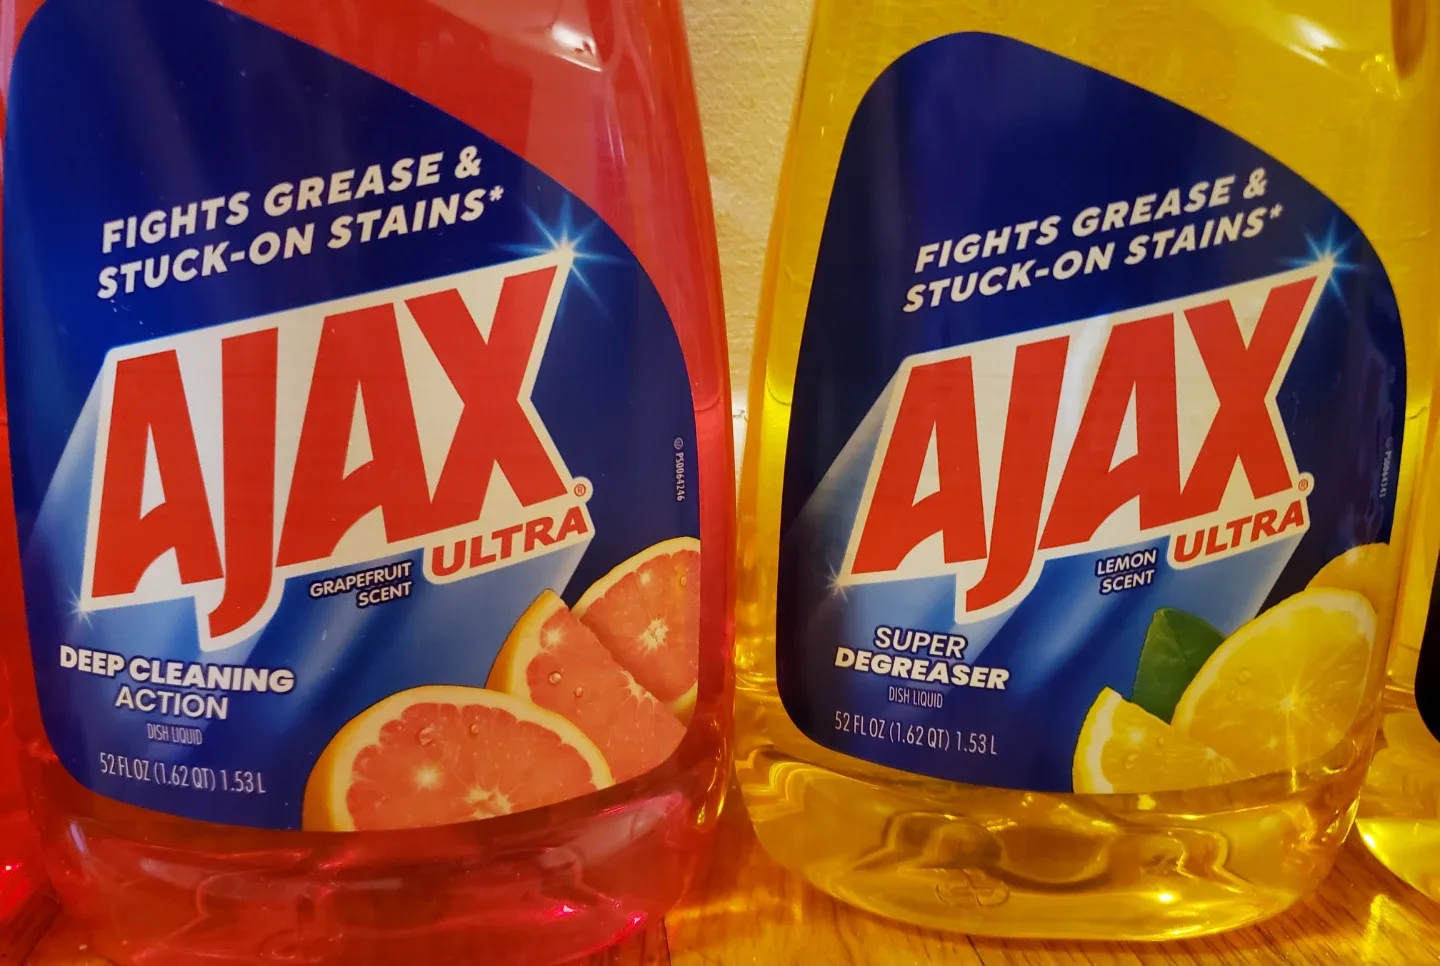 FIGHTS GREASE &
STUCK-ON STAINS*
AJAX®
ULTRA
GRAPEFRUIT
SCENT
DEEP CLEANING
ACTION
DISH LIQUID
52 FL OZ (1.62 QT) 1.53 L
P50064246
FIGHTS GREASE &
STUCK-ON STAINS*
AJAX®
ULTRA
LEMON
SCENT
SUPER
DEGREASER
DISH LIQUID
52 FL OZ (1.62 QT) 1.53 L